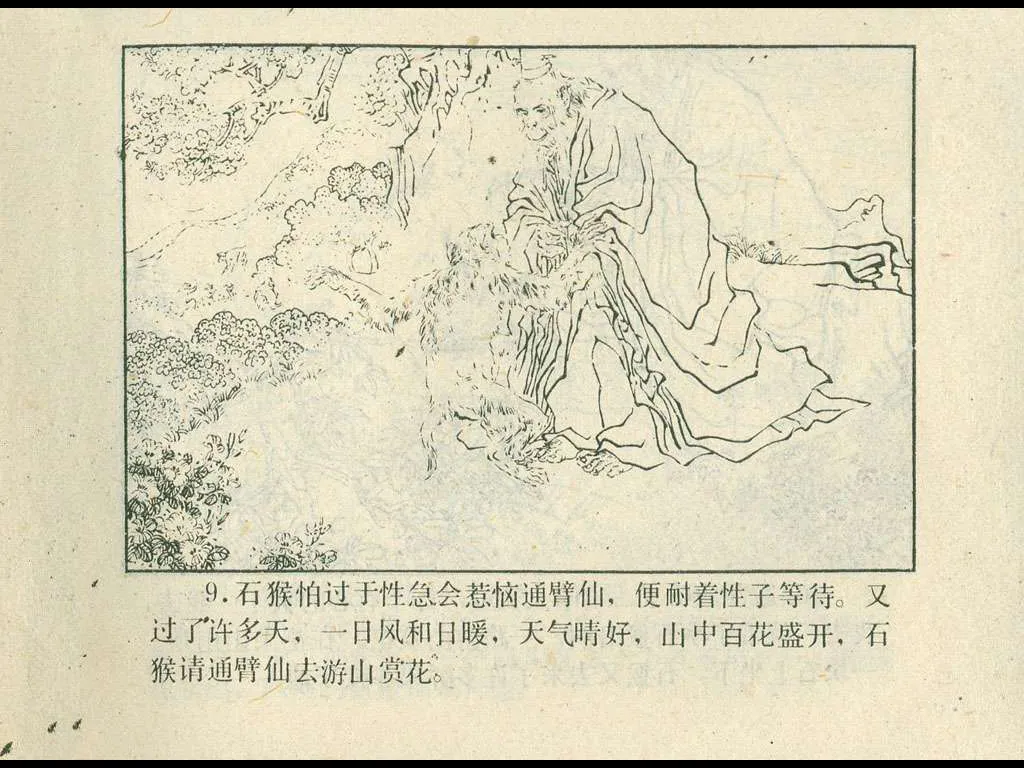 9.石猴怕过于性急会惹恼通臂仙，便耐着性子等待。又
过了许多天，一日风和日暖，天气晴好，山中百花盛开，石
猴请通臂仙去游山赏花。